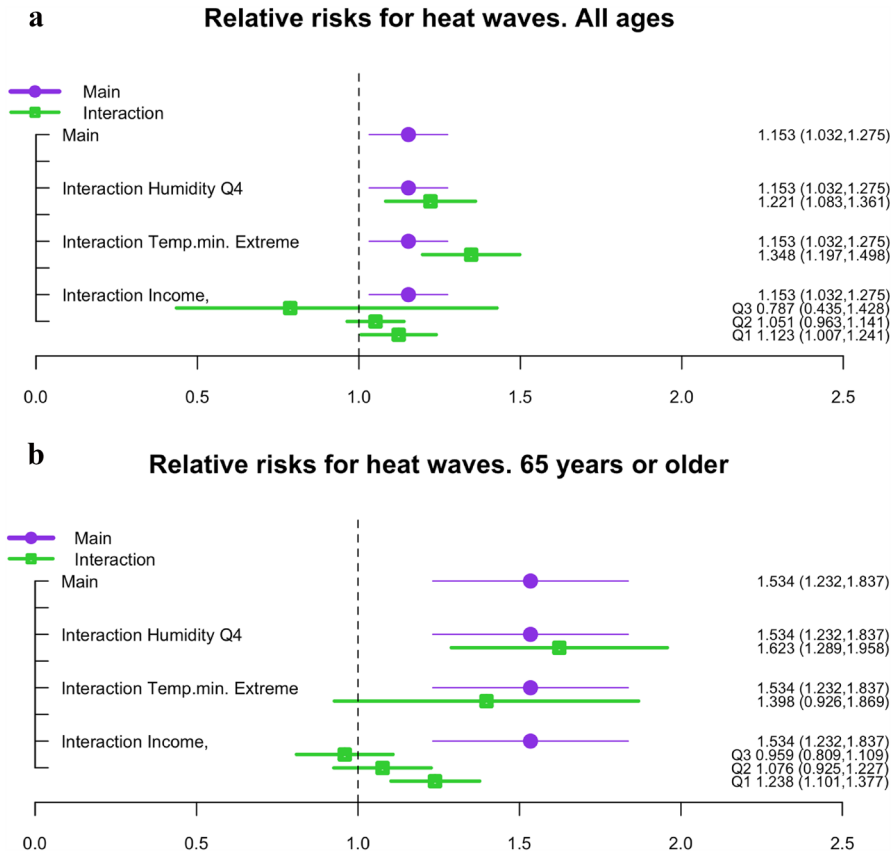 a
Relative risks for heat waves. All ages
Main
Interaction
Main 1.153 (1.032,1.275)
Interaction Humidity Q4 1.153 (1.032,1.275)
1.221 (1.083,1.361)
Interaction Temp.min. Extreme 1.153 (1.032,1.275)
1.348 (1.197,1.498)
Interaction Income, 1.153 (1.032,1.275)
Q3 0.787 (0.435,1.428)
Q2 1.051 (0.963,1.141)
Q1 1.123 (1.007,1.241)
0.0 0.5 1.0 1.5 2.0 2.5
b
Relative risks for heat waves. 65 years or older
Main
Interaction
Main 1.534 (1.232,1.837)
Interaction Humidity Q4 1.534 (1.232,1.837)
1.623 (1.289,1.958)
Interaction Temp.min. Extreme 1.534 (1.232,1.837)
1.398 (0.926,1.869)
Interaction Income, 1.534 (1.232,1.837)
Q3 0.959 (0.809,1.109)
Q2 1.076 (0.925,1.227)
Q1 1.238 (1.101,1.377)
0.0 0.5 1.0 1.5 2.0 2.5